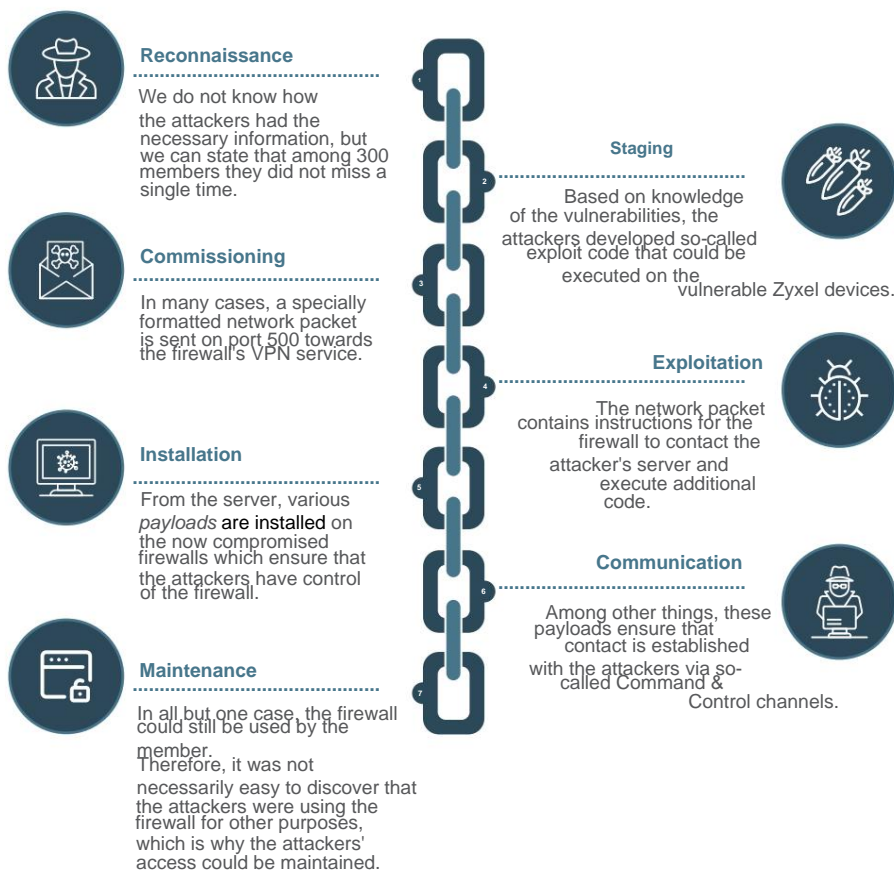 Reconnaissance
We do not know how
the attackers had the
necessary information, but
we can state that among 300
members they did not miss a
single time.
1
Staging
2
Based on knowledge
of the vulnerabilities, the
attackers developed so-called
exploit code that could be
executed on the
vulnerable Zyxel devices.
Commissioning
3
In many cases, a specially
formatted network packet
is sent on port 500 towards
the firewall's VPN service.
Exploitation
4
The network packet
contains instructions for the
firewall to contact the
attacker's server and
execute additional
code.
Installation
5
From the server, various
payloads are installed on
the now compromised
firewalls which ensure that
the attackers have control
of the firewall.
Communication
6
Among other things, these
payloads ensure that
contact is established
with the attackers via so-
called Command &
Control channels.
Maintenance
7
In all but one case, the firewall
could still be used by the
member.
Therefore, it was not
necessarily easy to discover that
the attackers were using the
firewall for other purposes,
which is why the attackers'
access could be maintained.